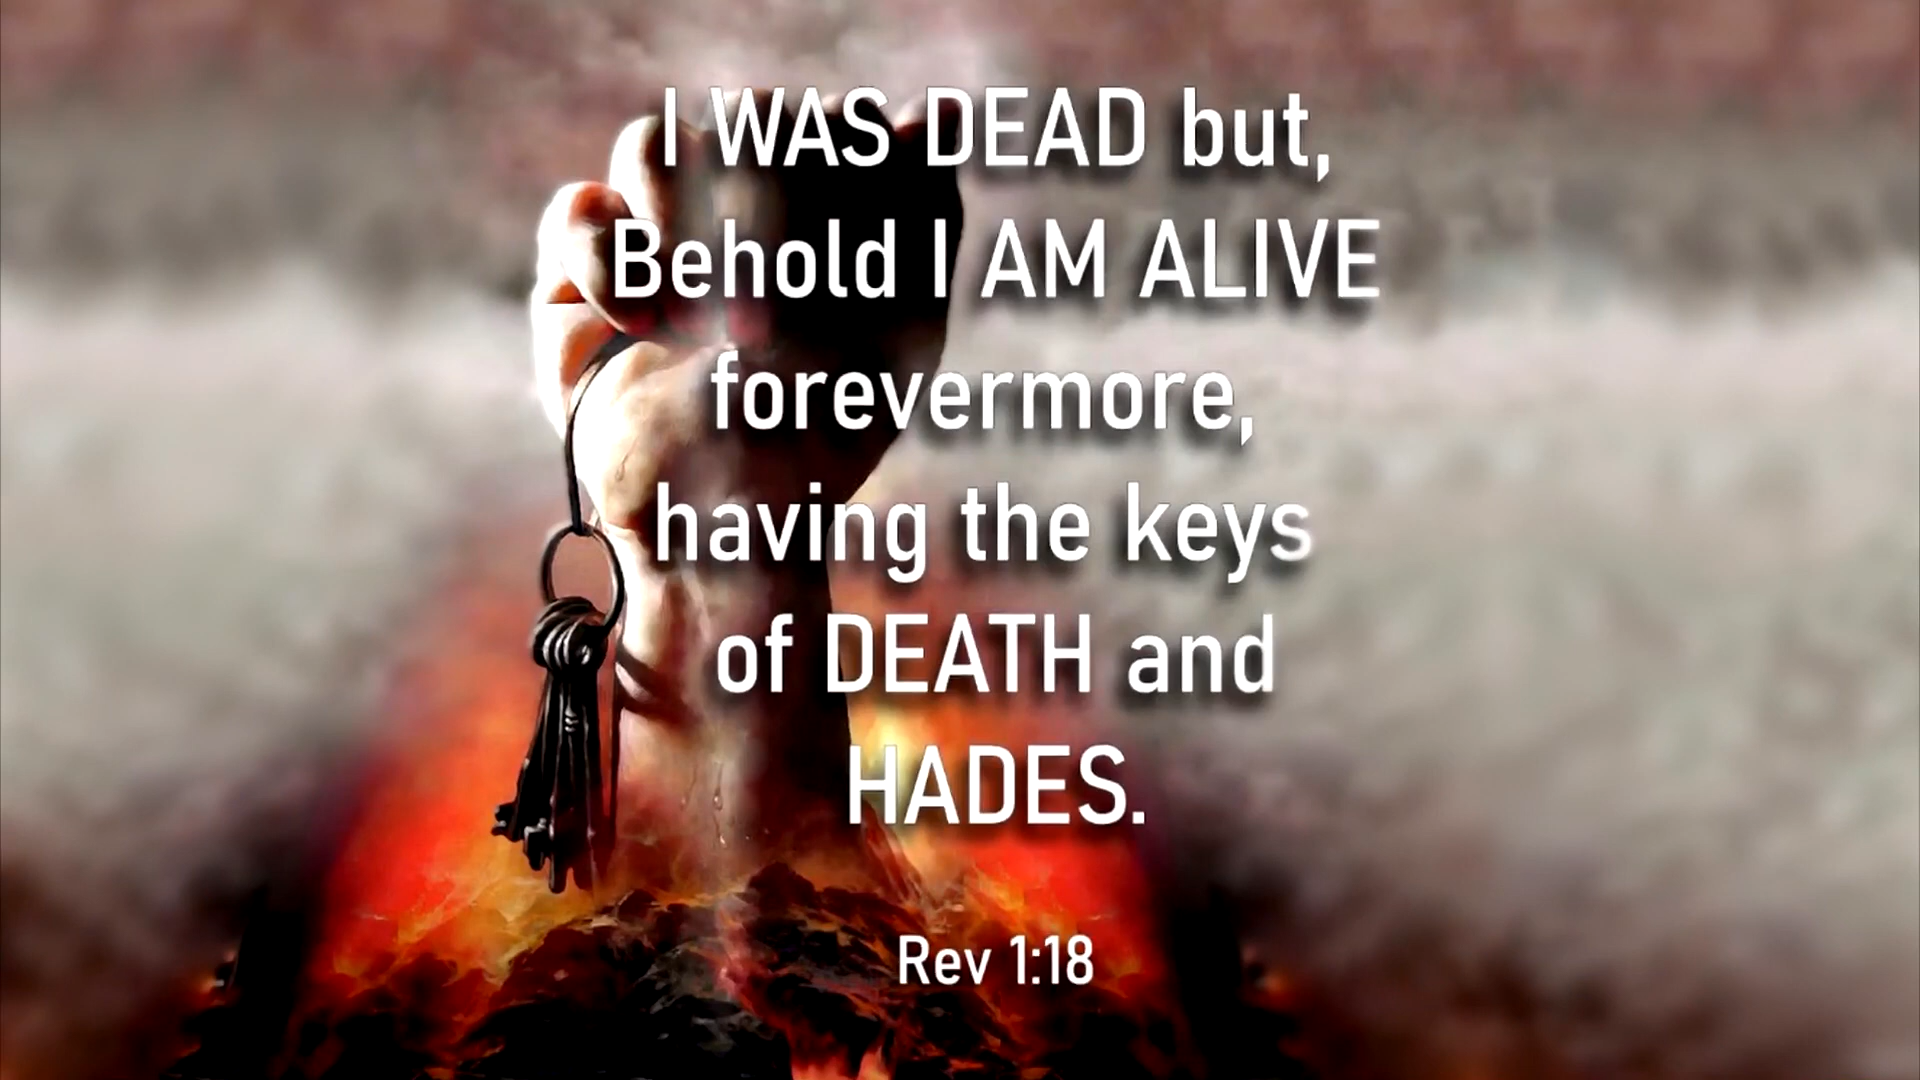 I WAS DEAD but,
Behold I AM ALIVE
forevermore,
having the keys
of DEATH and
HADES.
Rev 1:18